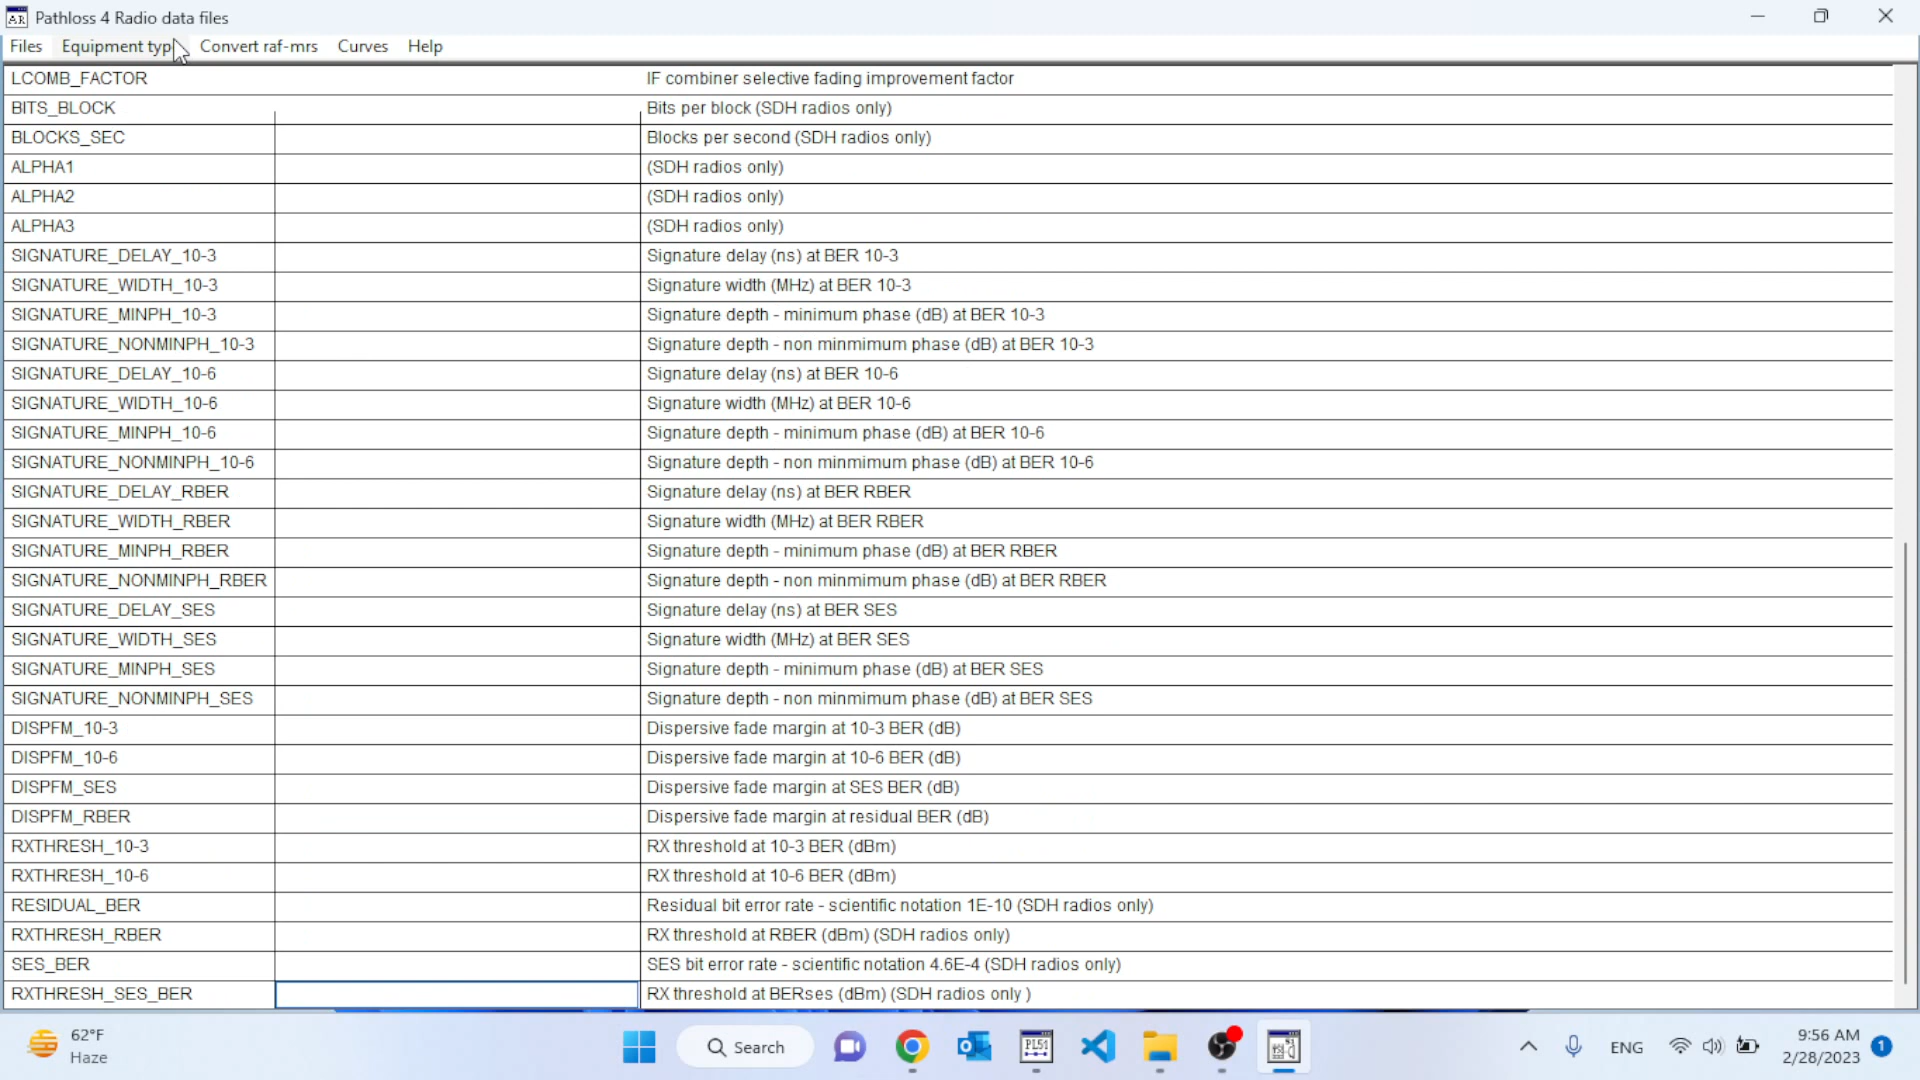 AR Pathloss 4 Radio data files
Files Equipment typ Convert raf-mrs Curves Help
LCOMB_FACTOR IF combiner selective fading improvement factor
BITS_BLOCK Bits per block (SDH radios only)
BLOCKS_SEC Blocks per second (SDH radios only)
ALPHA1 (SDH radios only)
ALPHA2 (SDH radios only)
ALPHA3 (SDH radios only)
SIGNATURE_DELAY_10-3 Signature delay (ns) at BER 10-3
SIGNATURE_WIDTH_10-3 Signature width (MHz) at BER 10-3
SIGNATURE_MINPH_10-3 Signature depth - minimum phase (dB) at BER 10-3
SIGNATURE_NONMINPH_10-3 Signature depth - non minmimum phase (dB) at BER 10-3
SIGNATURE_DELAY_10-6 Signature delay (ns) at BER 10-6
SIGNATURE_WIDTH_10-6 Signature width (MHz) at BER 10-6
SIGNATURE_MINPH_10-6 Signature depth - minimum phase (dB) at BER 10-6
SIGNATURE_NONMINPH_10-6 Signature depth - non minmimum phase (dB) at BER 10-6
SIGNATURE_DELAY_RBER Signature delay (ns) at BER RBER
SIGNATURE_WIDTH_RBER Signature width (MHz) at BER RBER
SIGNATURE_MINPH_RBER Signature depth - minimum phase (dB) at BER RBER
SIGNATURE_NONMINPH_RBER Signature depth - non minmimum phase (dB) at BER RBER
SIGNATURE_DELAY_SES Signature delay (ns) at BER SES
SIGNATURE_WIDTH_SES Signature width (MHz) at BER SES
SIGNATURE_MINPH_SES Signature depth - minimum phase (dB) at BER SES
SIGNATURE_NONMINPH_SES Signature depth - non minmimum phase (dB) at BER SES
DISPFM_10-3 Dispersive fade margin at 10-3 BER (dB)
DISPFM_10-6 Dispersive fade margin at 10-6 BER (dB)
DISPFM_SES Dispersive fade margin at SES BER (dB)
DISPFM_RBER Dispersive fade margin at residual BER (dB)
RXTHRESH_10-3 RX threshold at 10-3 BER (dBm)
RXTHRESH_10-6 RX threshold at 10-6 BER (dBm)
RESIDUAL_BER Residual bit error rate - scientific notation 1E-10 (SDH radios only)
RXTHRESH_RBER RX threshold at RBER (dBm) (SDH radios only)
SES_BER SES bit error rate - scientific notation 4.6E-4 (SDH radios only)
RXTHRESH_SES_BER RX threshold at BERses (dBm) (SDH radios only )
62°F
Haze
Search
PL51
ENG
9:56 AM
2/28/2023
1